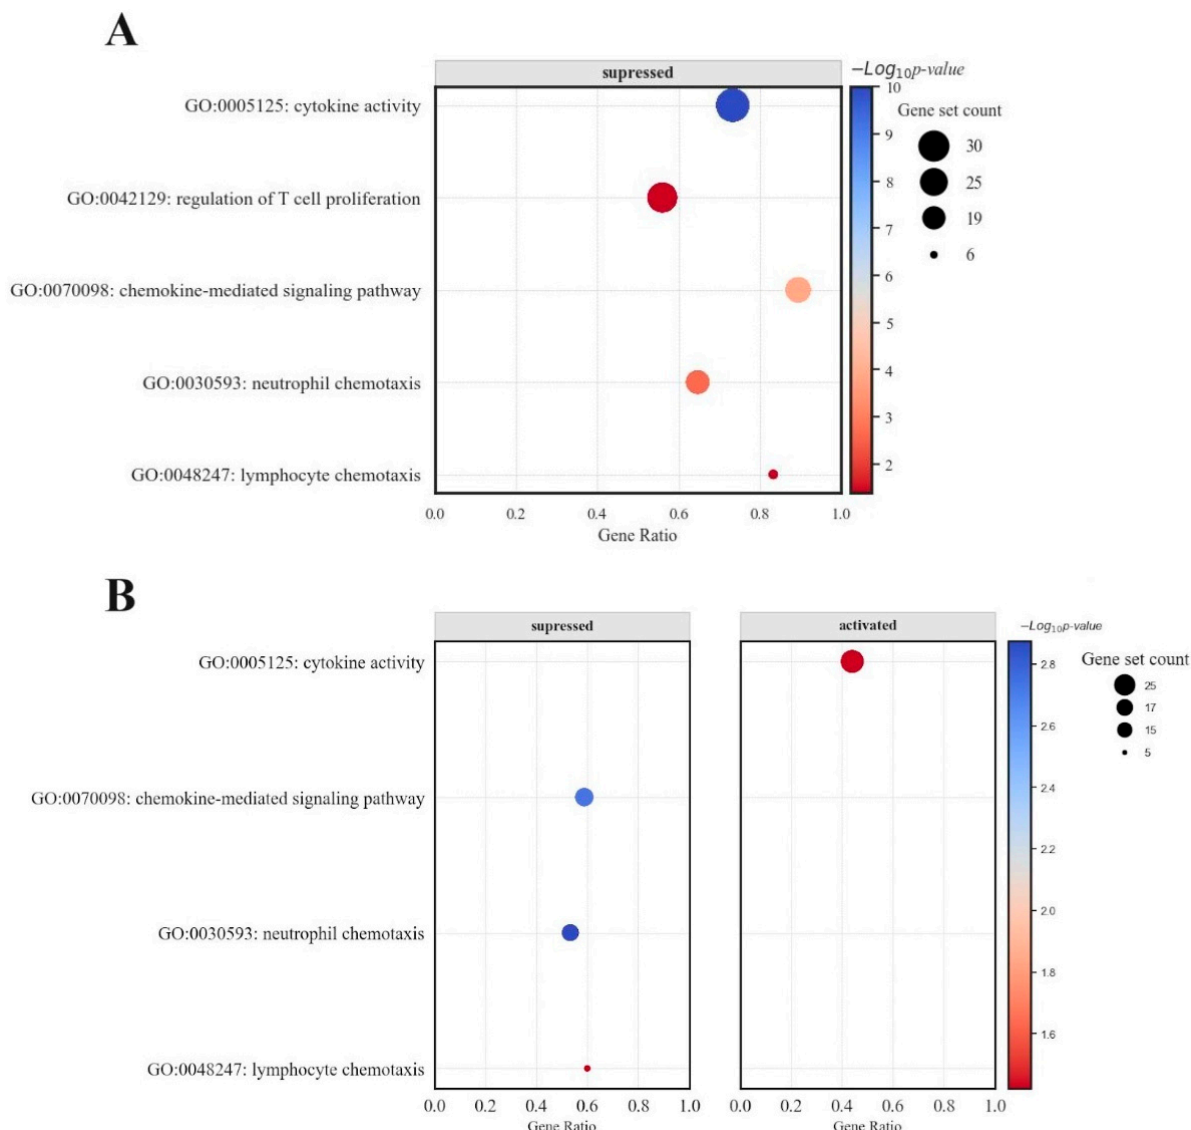 A
supressed
−Log10p-value
GO:0005125: cytokine activity
GO:0042129: regulation of T cell proliferation
GO:0070098: chemokine-mediated signaling pathway
GO:0030593: neutrophil chemotaxis
GO:0048247: lymphocyte chemotaxis
0.0 0.2 0.4 0.6 0.8 1.0
Gene Ratio
10
9
8
7
6
5
4
3
2
Gene set count
30
25
19
6
B
supressed
activated
−Log10p-value
GO:0005125: cytokine activity
GO:0070098: chemokine-mediated signaling pathway
GO:0030593: neutrophil chemotaxis
GO:0048247: lymphocyte chemotaxis
0.0 0.2 0.4 0.6 0.8 1.0
Gene Ratio
0.0 0.2 0.4 0.6 0.8 1.0
Gene Ratio
2.8
2.6
2.4
2.2
2.0
1.8
1.6
Gene set count
25
17
15
5